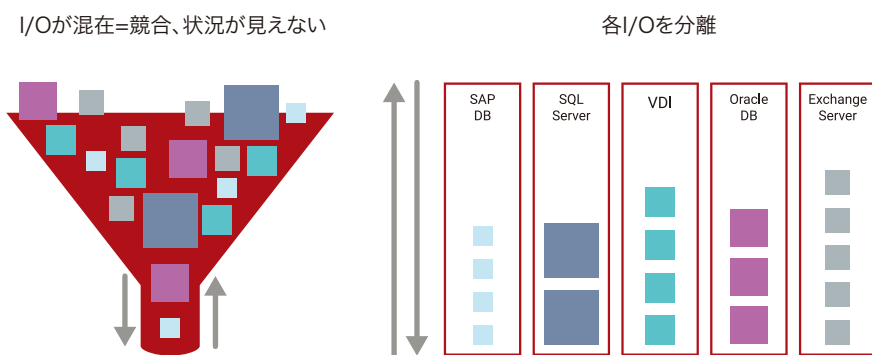 I/Oが混在=競合、状況が見えない
各I/Oを分離
SAP
DB
SQL
Server
VDI
Oracle
DB
Exchange
Server